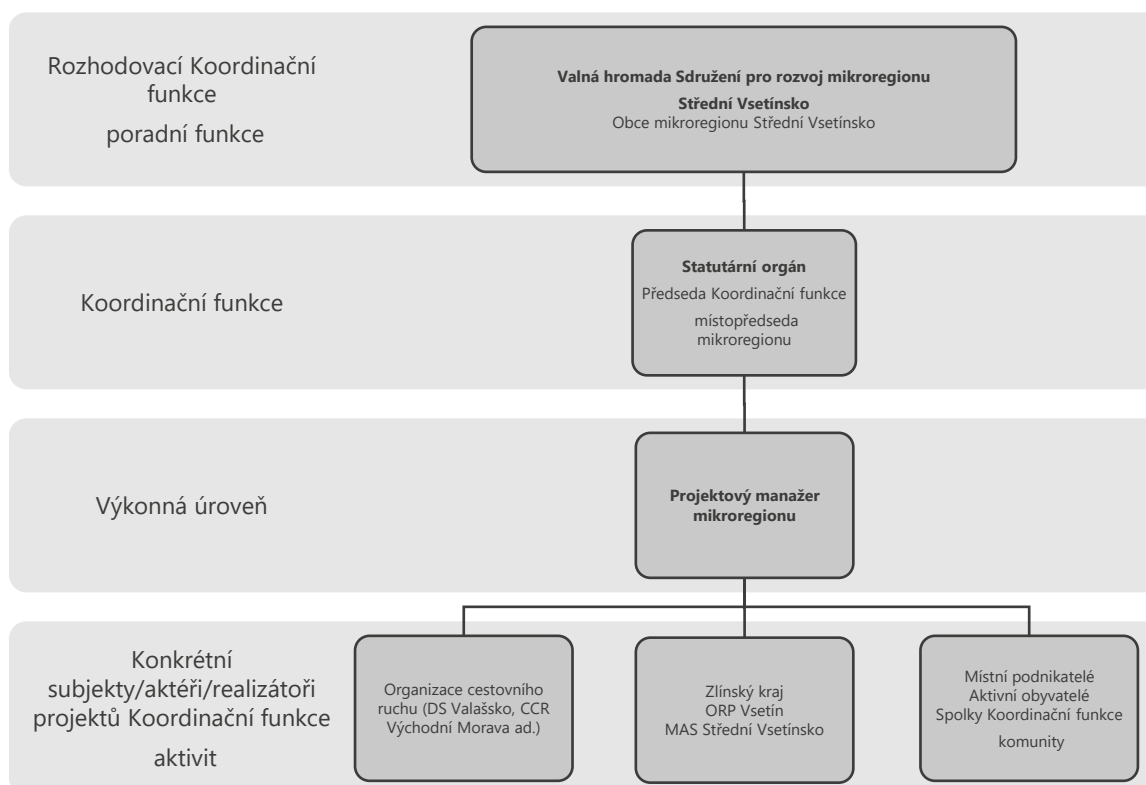 Rozhodovací Koordinační
funkce
poradní funkce
Valná hromada Sdružení pro rozvoj mikroregionu
Střední Vsetínsko
Obce mikroregionu Střední Vsetínsko
Koordinační funkce
Statutární orgán
Předseda Koordinační funkce
místopředseda
mikroregionu
Výkonná úroveň
Projektový manažer
mikroregionu
Konkrétní
subjekty/aktéři/realizátoři
projektů Koordinační funkce
aktivit
Organizace cestovního
ruchu (DS Valašsko, CCR
Východní Morava ad.)
Zlínský kraj
ORP Vsetín
MAS Střední Vsetínsko
Místní podnikatelé
Aktivní obyvatelé
Spolky Koordinační funkce
komunity